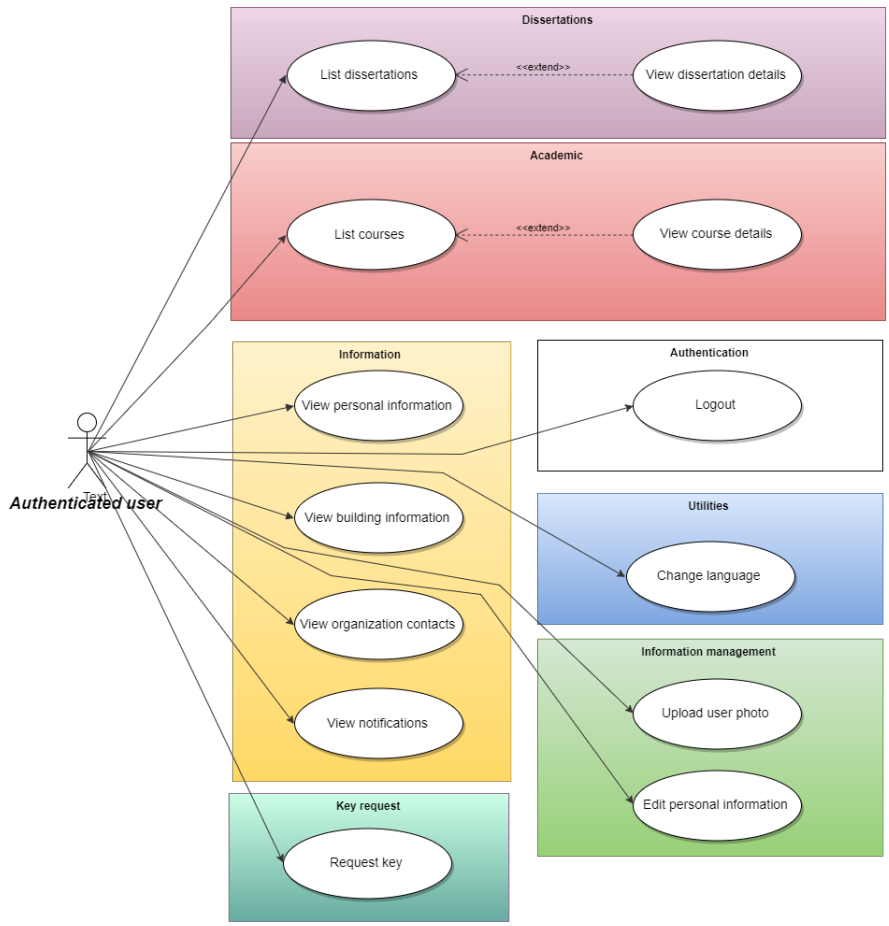 Dissertations
List dissertations
<<extend>>
View dissertation details
Academic
List courses
<<extend>>
View course details
Information
View personal information
View building information
View organization contacts
View notifications
Authentication
Logout
Text
Authenticated user
Utilities
Change language
Information management
Upload user photo
Edit personal information
Key request
Request key